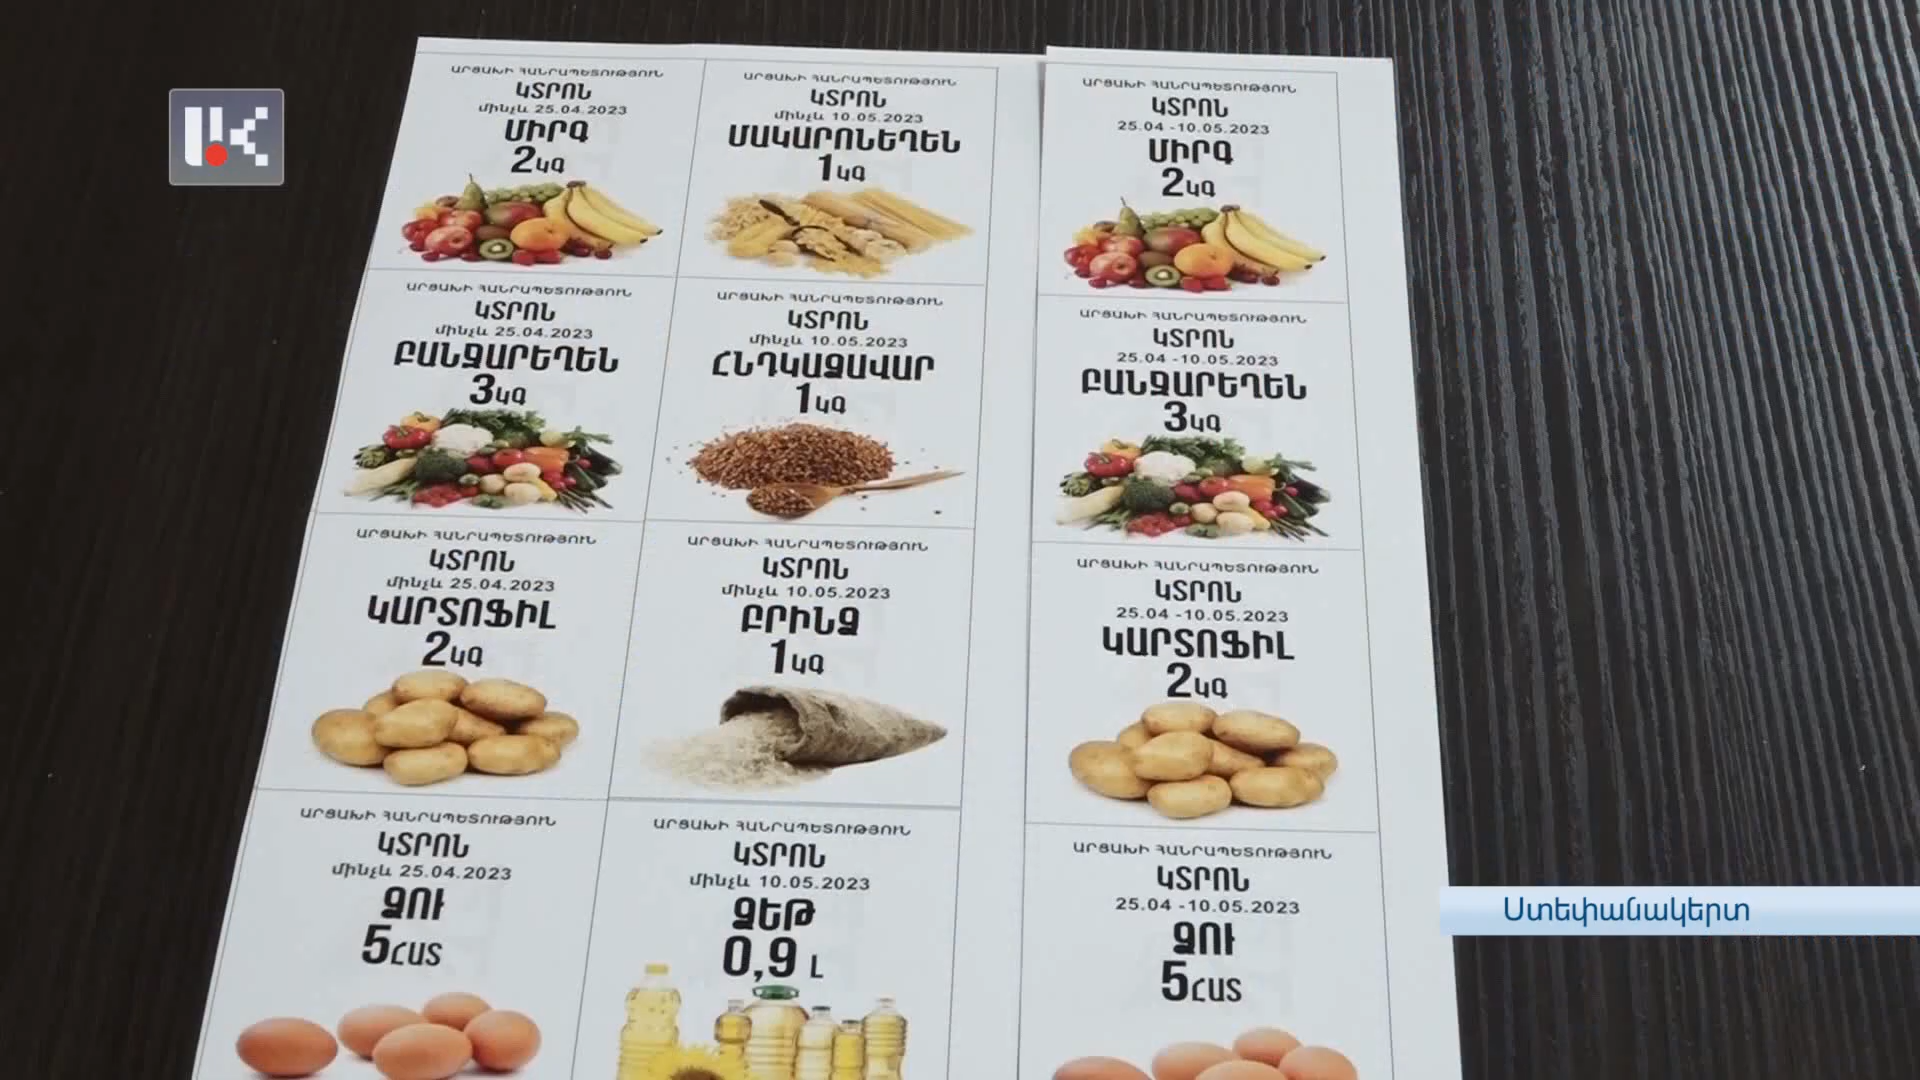 ԱՐՑԱԽԻ ՀԱՆՐԱՊԵՏՈՒԹՅՈՒՆ
ԿՏՐՈՆ
մինչև 25.04.2023
ՄԻՐԳ
2ԿԳ
ԱՐՑԱԽԻ ՀԱՆՐԱՊԵՏՈՒԹՅՈՒՆ
ԿՏՐՈՆ
մինչև 10.05.2023
ՄԱԿԱՐՈՆԵՂԵՆ
1ԿԳ
ԱՐՑԱԽԻ ՀԱՆՐԱՊԵՏՈՒԹՅՈՒՆ
ԿՏՐՈՆ
25.04 -10.05.2023
ՄԻՐԳ
2ԿԳ
ԱՐՑԱԽԻ ՀԱՆՐԱՊԵՏՈՒԹՅՈՒՆ
ԿՏՐՈՆ
մինչև 25.04.2023
ԲԱՆՋԱՐԵՂԵՆ
3ԿԳ
ԱՐՑԱԽԻ ՀԱՆՐԱՊԵՏՈՒԹՅՈՒՆ
ԿՏՐՈՆ
մինչև 10.05.2023
ՀՆԴԿԱՁԱՎԱՐ
1ԿԳ
ԱՐՑԱԽԻ ՀԱՆՐԱՊԵՏՈՒԹՅՈՒՆ
ԿՏՐՈՆ
25.04 -10.05.2023
ԲԱՆՋԱՐԵՂԵՆ
3ԿԳ
ԱՐՑԱԽԻ ՀԱՆՐԱՊԵՏՈՒԹՅՈՒՆ
ԿՏՐՈՆ
մինչև 25.04.2023
ԿԱՐՏՈՖԻԼ
2ԿԳ
ԱՐՑԱԽԻ ՀԱՆՐԱՊԵՏՈՒԹՅՈՒՆ
ԿՏՐՈՆ
մինչև 10.05.2023
ԲՐԻՆՁ
1ԿԳ
ԱՐՑԱԽԻ ՀԱՆՐԱՊԵՏՈՒԹՅՈՒՆ
ԿՏՐՈՆ
25.04 -10.05.2023
ԿԱՐՏՈՖԻԼ
2ԿԳ
ԱՐՑԱԽԻ ՀԱՆՐԱՊԵՏՈՒԹՅՈՒՆ
ԿՏՐՈՆ
մինչև 25.04.2023
ՁՈՒ
5ՀԱՏ
ԱՐՑԱԽԻ ՀԱՆՐԱՊԵՏՈՒԹՅՈՒՆ
ԿՏՐՈՆ
մինչև 10.05.2023
ՁԵԹ
0,9 Լ
ԱՐՑԱԽԻ ՀԱՆՐԱՊԵՏՈՒԹՅՈՒՆ
ԿՏՐՈՆ
25.04 -10.05.2023
ՁՈՒ
5ՀԱՏ
Ստեփանակերտ